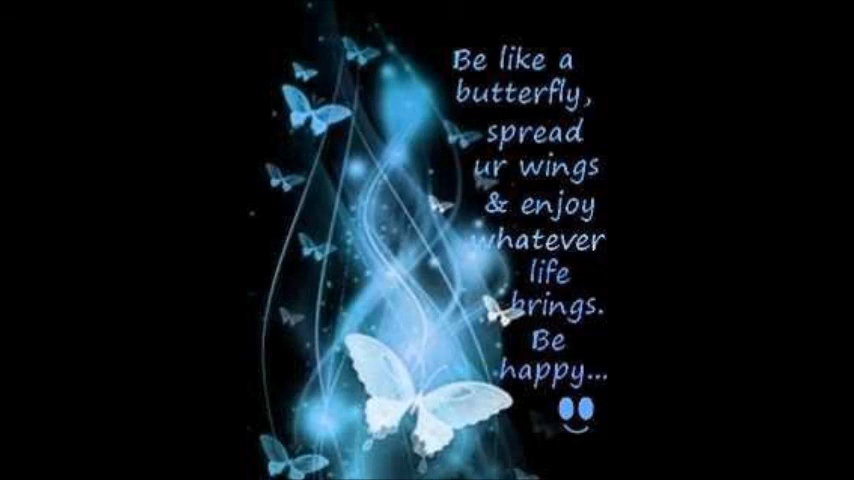 Be like a
butterfly,
spread
ur wings
& enjoy
whatever
life
brings.
Be
happy...